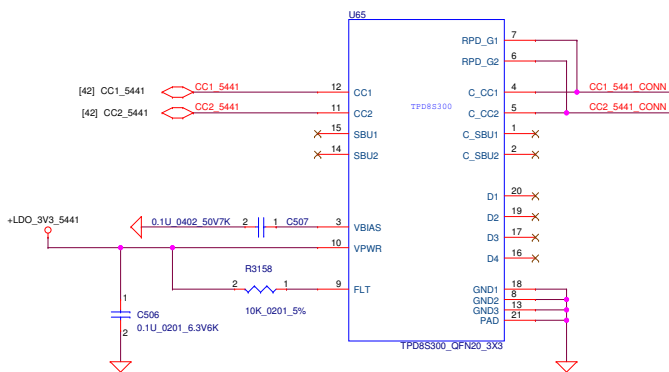 U65
RPD_G1 7
RPD_G2 6
[42] CC1_5441 CC1_5441 12 CC1 C_CC1 4 CC1_5441_CONN
TPD8S300
[42] CC2_5441 CC2_5441 11 CC2 C_CC2 5 CC2_5441_CONN
15 SBU1 C_SBU1 1
14 SBU2 C_SBU2 2
D1 20
D2 19
+LDO_3V3_5441
0.1U_0402_50V7K 2 1 C507 3 VBIAS
D3 17
10 VPWR
D4 16
R3158
2 1 9 FLT
10K_0201_5%
GND1 18
GND2 8
GND3 13
PAD 21
1
C506
0.1U_0201_6.3V6K
2
TPD8S300_QFN20_3X3